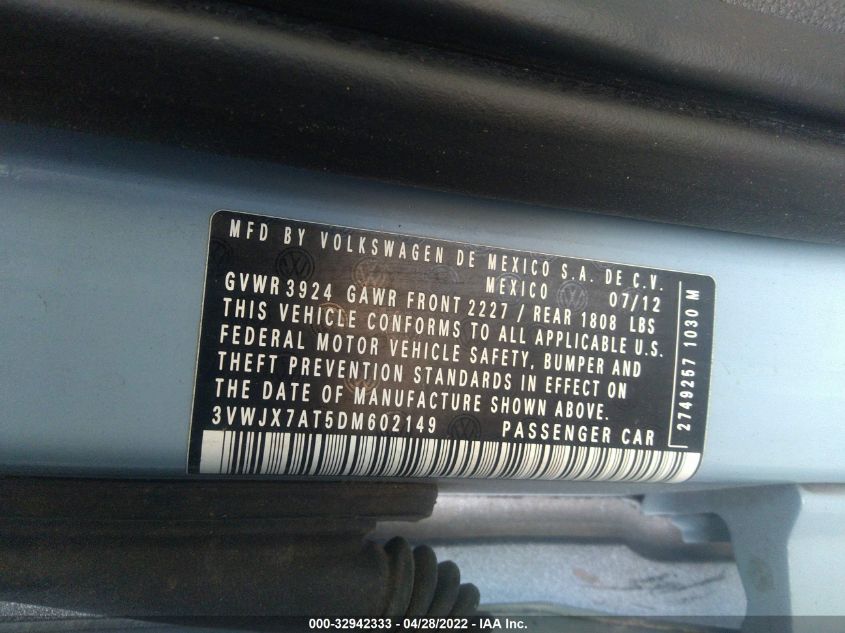 MFD BY VOLKSWAGEN DE MEXICO S.A. DE C.V.
MEXICO 07/12
GVWR 3924 GAWR FRONT 2227 / REAR 1808 LBS
THIS VEHICLE CONFORMS TO ALL APPLICABLE U.S.
FEDERAL MOTOR VEHICLE SAFETY, BUMPER AND
THEFT PREVENTION STANDARDS IN EFFECT ON
THE DATE OF MANUFACTURE SHOWN ABOVE.
3VWJX7AT5DM602149 PASSENGER CAR
2749257 1030 M
000-32942333 - 04/28/2022 - IAA Inc.